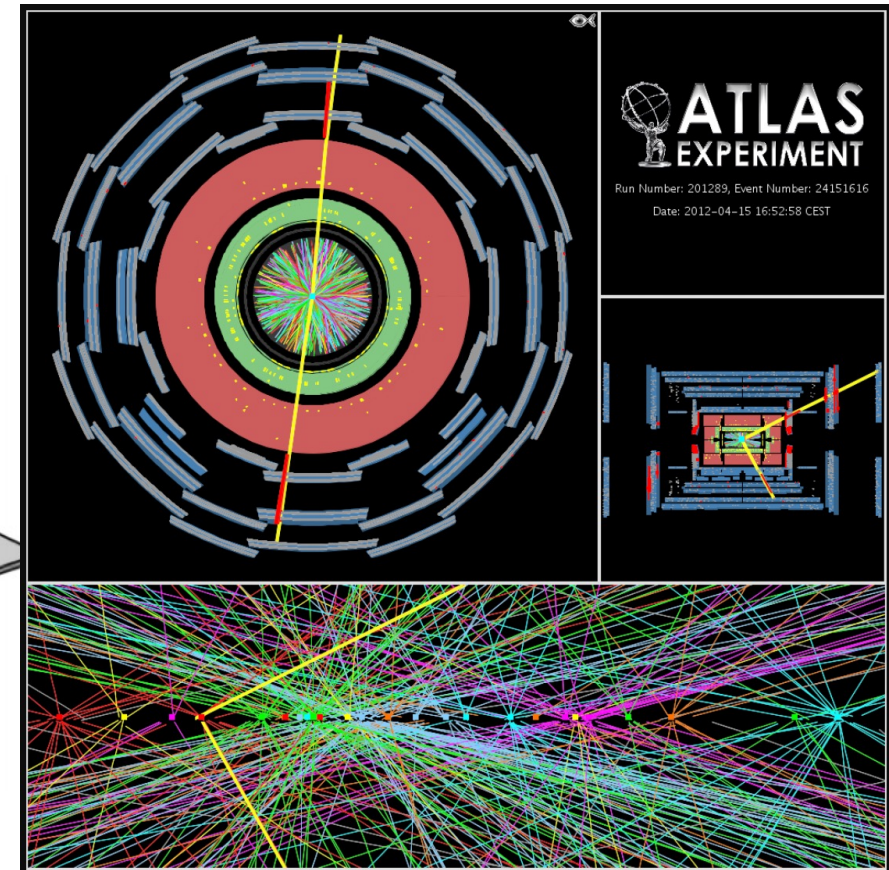 ATLAS
EXPERIMENT
Run Number: 201289, Event Number: 24151616
Date: 2012-04-15 16:52:58 CEST